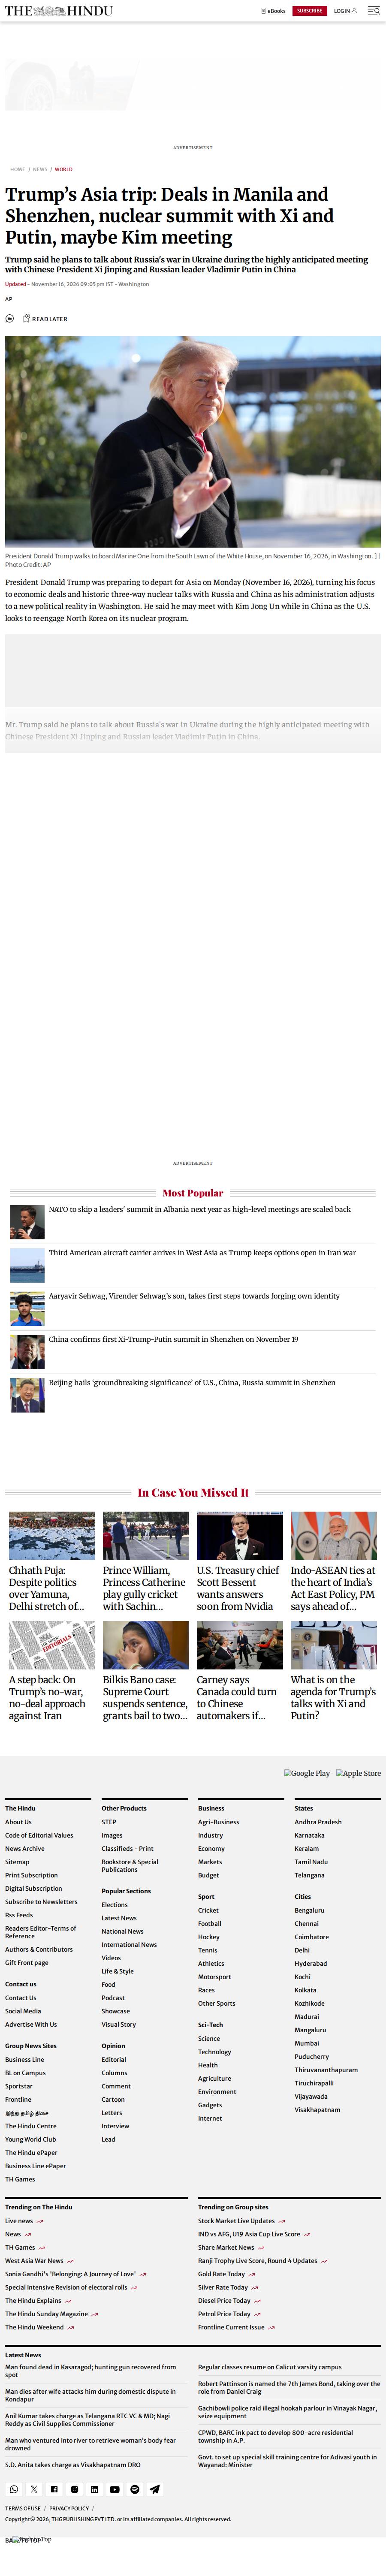 THE HINDU
eBooks
SUBSCRIBE
LOGIN
ADVERTISEMENT
HOME / NEWS / WORLD
Trump’s Asia trip: Deals in Manila and
Shenzhen, nuclear summit with Xi and
Putin, maybe Kim meeting
Trump said he plans to talk about Russia's war in Ukraine during the highly anticipated meeting
with Chinese President Xi Jinping and Russian leader Vladimir Putin in China
Updated - November 16, 2026 09:05 pm IST - Washington
AP
READ LATER
President Donald Trump walks to board Marine One from the South Lawn of the White House, on November 16, 2026, in Washington. | |
Photo Credit: AP
President Donald Trump was preparing to depart for Asia on Monday (November 16, 2026), turning his focus
to economic deals and historic three-way nuclear talks with Russia and China as his administration adjusts
to a new political reality in Washington. He said he may meet with Kim Jong Un while in China as the U.S.
looks to reengage North Korea on its nuclear program.
Mr. Trump said he plans to talk about Russia's war in Ukraine during the highly anticipated meeting with
Chinese President Xi Jinping and Russian leader Vladimir Putin in China.
ADVERTISEMENT
Most Popular
NATO to skip a leaders' summit in Albania next year as high-level meetings are scaled back
Third American aircraft carrier arrives in West Asia as Trump keeps options open in Iran war
Aaryavir Sehwag, Virender Sehwag’s son, takes first steps towards forging own identity
China confirms first Xi-Trump-Putin summit in Shenzhen on November 19
Beijing hails ‘groundbreaking significance’ of U.S., China, Russia summit in Shenzhen
In Case You Missed It
Chhath Puja:
Despite politics
over Yamuna,
Delhi stretch of...
Prince William,
Princess Catherine
play gully cricket
with Sachin...
U.S. Treasury chief
Scott Bessent
wants answers
soon from Nvidia
Indo-ASEAN ties at
the heart of India’s
Act East Policy, PM
says ahead of...
EDITORIALS
A step back: On
Trump’s no-war,
no-deal approach
against Iran
Bilkis Bano case:
Supreme Court
suspends sentence,
grants bail to two...
Carney says
Canada could turn
to Chinese
automakers if...
What is on the
agenda for Trump’s
talks with Xi and
Putin?
Google Play
Apple Store
The Hindu
About Us
Code of Editorial Values
News Archive
Sitemap
Print Subscription
Digital Subscription
Subscribe to Newsletters
Rss Feeds
Readers Editor-Terms of
Reference
Authors & Contributors
Gift Front page
Contact us
Contact Us
Social Media
Advertise With Us
Group News Sites
Business Line
BL on Campus
Sportstar
Frontline
இந்து தமிழ் திசை
The Hindu Centre
Young World Club
The Hindu ePaper
Business Line ePaper
TH Games
Other Products
STEP
Images
Classifieds - Print
Bookstore & Special
Publications
Popular Sections
Elections
Latest News
National News
International News
Videos
Life & Style
Food
Podcast
Showcase
Visual Story
Opinion
Editorial
Columns
Comment
Cartoon
Letters
Interview
Lead
Business
Agri-Business
Industry
Economy
Markets
Budget
Sport
Cricket
Football
Hockey
Tennis
Athletics
Motorsport
Races
Other Sports
Sci-Tech
Science
Technology
Health
Agriculture
Environment
Gadgets
Internet
States
Andhra Pradesh
Karnataka
Keralam
Tamil Nadu
Telangana
Cities
Bengaluru
Chennai
Coimbatore
Delhi
Hyderabad
Kochi
Kolkata
Kozhikode
Madurai
Mangaluru
Mumbai
Puducherry
Thiruvananthapuram
Tiruchirapalli
Vijayawada
Visakhapatnam
Trending on The Hindu
Live news
News
TH Games
West Asia War News
Sonia Gandhi's 'Belonging: A Journey of Love'
Special Intensive Revision of electoral rolls
The Hindu Explains
The Hindu Sunday Magazine
The Hindu Weekend
Trending on Group sites
Stock Market Live Updates
IND vs AFG, U19 Asia Cup Live Score
Share Market News
Ranji Trophy Live Score, Round 4 Updates
Gold Rate Today
Silver Rate Today
Diesel Price Today
Petrol Price Today
Frontline Current Issue
Latest News
Man found dead in Kasaragod; hunting gun recovered from
spot
Man dies after wife attacks him during domestic dispute in
Kondapur
Anil Kumar takes charge as Telangana RTC VC & MD; Nagi
Reddy as Civil Supplies Commissioner
Man who ventured into river to retrieve woman’s body fear
drowned
S.D. Anita takes charge as Visakhapatnam DRO
Regular classes resume on Calicut varsity campus
Robert Pattinson is named the 7th James Bond, taking over the
role from Daniel Craig
Gachibowli police raid illegal hookah parlour in Vinayak Nagar,
seize equipment
CPWD, BARC ink pact to develop 800-acre residential
township in A.P.
Govt. to set up special skill training centre for Adivasi youth in
Wayanad: Minister
TERMS OF USE / PRIVACY POLICY /
Copyright© 2026, THG PUBLISHING PVT LTD. or its affiliated companies. All rights reserved.
BACK TO TOP